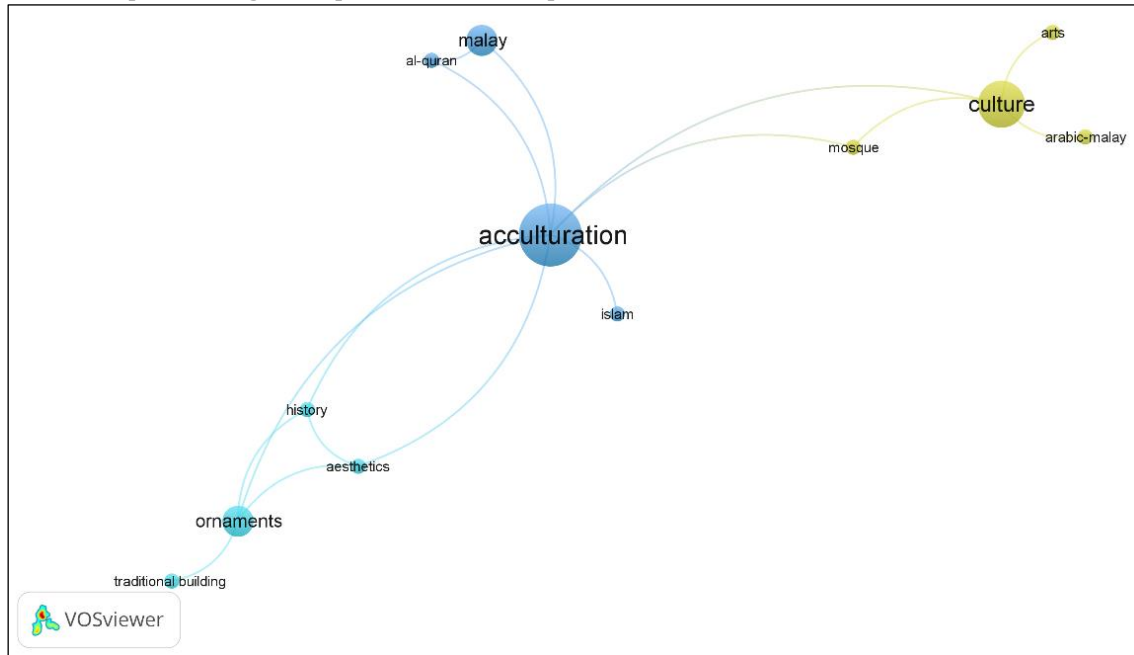 arts
malay
al-quran
culture
arabic-malay
mosque
acculturation
islam
history
aesthetics
ornaments
traditional building
VOSviewer